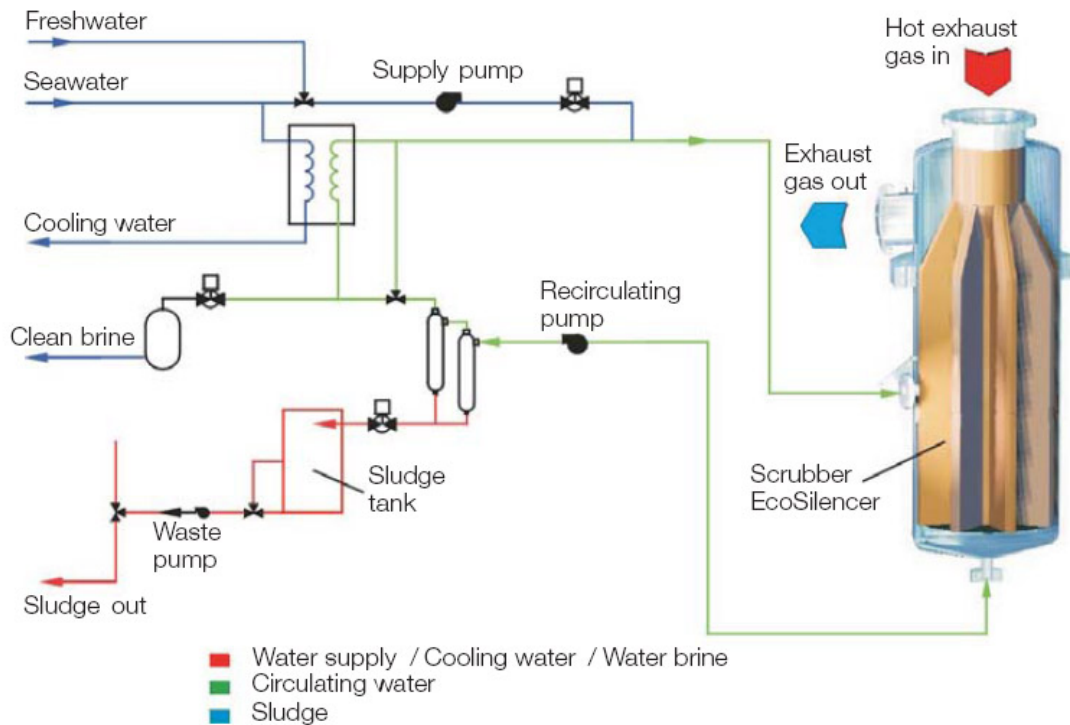 Freshwater
Hot exhaust
gas in
Seawater
Supply pump
Exhaust
gas out
Cooling water
Recirculating
pump
Clean brine
Scrubber
EcoSilencer
Sludge
tank
Waste
pump
Sludge out
Water supply / Cooling water / Water brine
Circulating water
Sludge